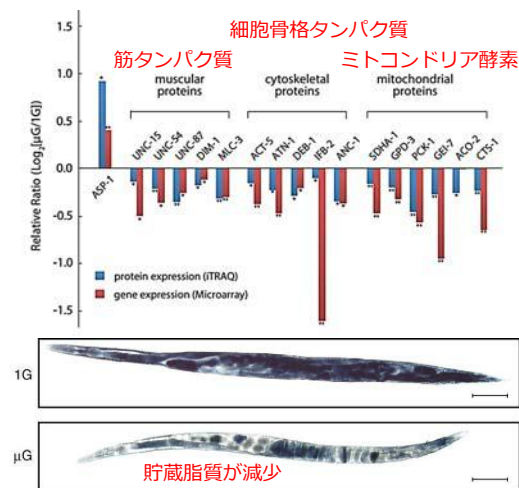 細胞骨格タンパク質
筋タンパク質
ミトコンドリア酵素
muscular proteins
cytoskeletal proteins
mitochondrial proteins
Relative Ratio (Log₂[μG/1G])
1.5
1.0
0.5
0.00
-0.5
-1.0
-1.5
ASP-1
UNC-15
UNC-54
UNC-87
DIM-1
MLC-3
ACT-5
ATN-1
DEB-1
IFB-2
ANC-1
SDHA-1
GPD-3
PCK-1
GEI-7
ACO-2
CTS-1
protein expression (iTRAQ)
gene expression (Microarray)
1G
μG
貯蔵脂質が減少